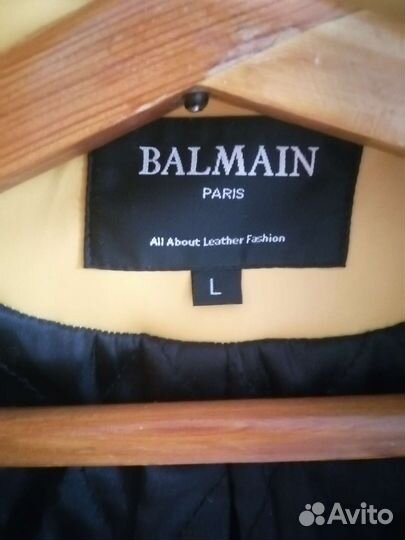 BALMAIN
PARIS
All About Leather Fashion
L
Avito